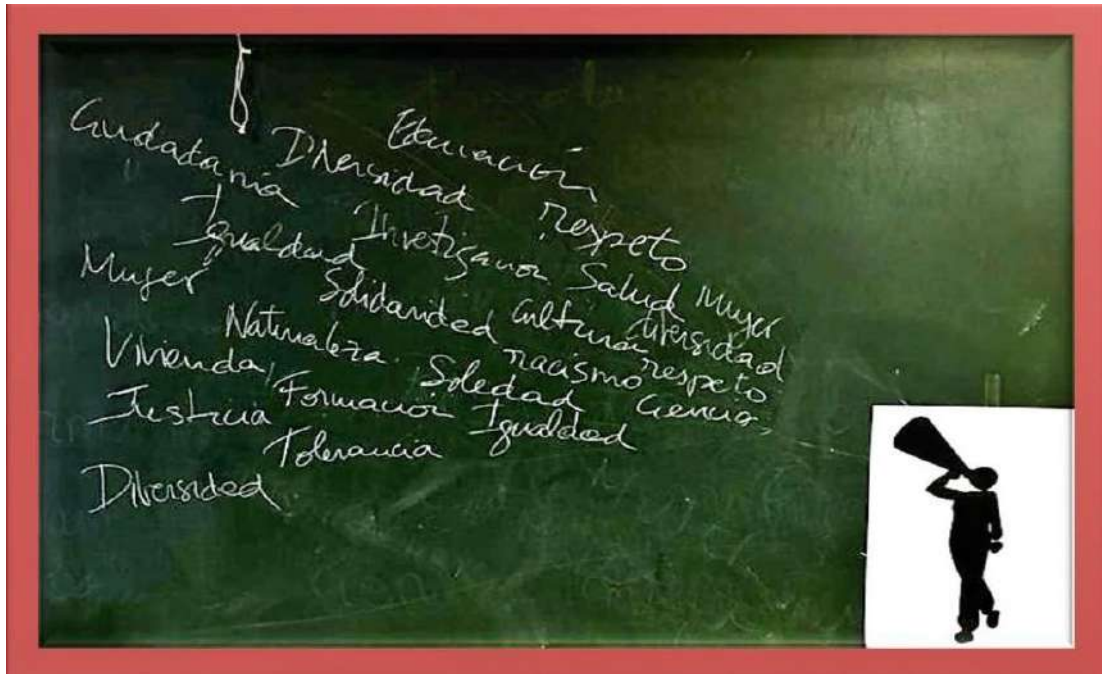 Educación
Diversidad respeto
Ciudadanía Investigación Salud Mujer
Igualdad cultura diversidad
Mujer Solidaridad racismo respeto
Naturaleza. Soledad Ciencia,
Vivienda, Formación Igualdad
Justicia Tolerancia
Diversidad